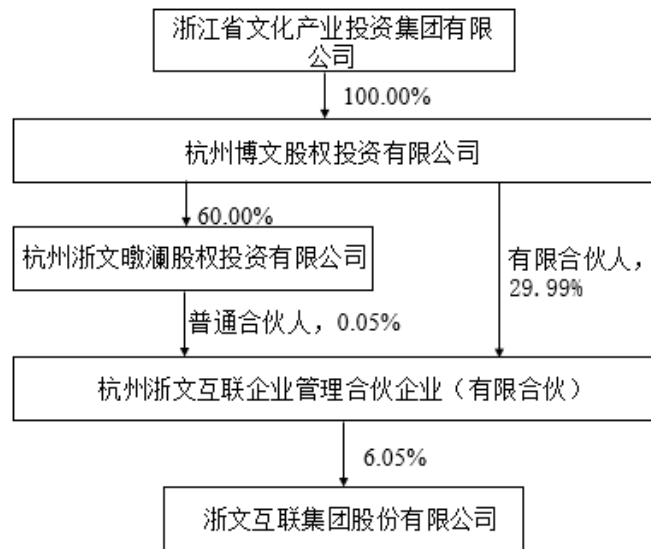 浙江省文化产业投资集团有限
公司
100.00%
杭州博文股权投资有限公司
60.00%
杭州浙文暾澜股权投资有限公司
有限合伙人，
29.99%
普通合伙人，0.05%
杭州浙文互联企业管理合伙企业（有限合伙）
6.05%
浙文互联集团股份有限公司